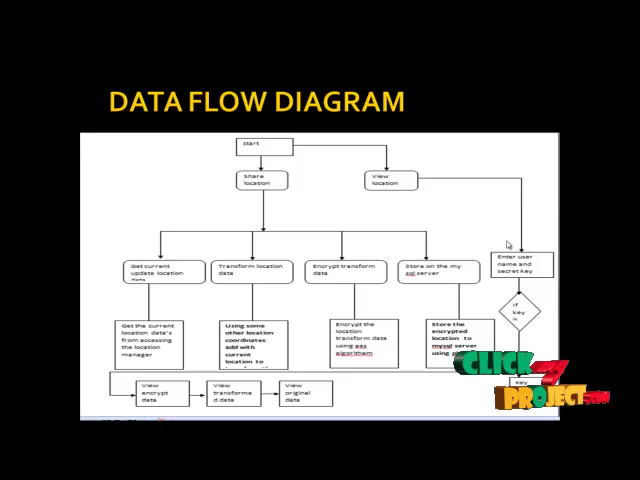 DATA FLOW DIAGRAM
start
Share
location
View
location
Get current
update location
data
Transform location
data
Encrypt transform
data
Store on the my
sql server
Enter user
name and
secret key
If
key
is
Get the current
location data's
from accessing
the location
manager
Using some
other location
coordinates
add with
current
location to
Encrypt the
location
transform data
using aes
algorithem
Store the
encrypted
location to
mysql server
using
Key
View
encrypt
data
View
transforme
d data
View
original
data
CLICK
my
PROJECT.COM